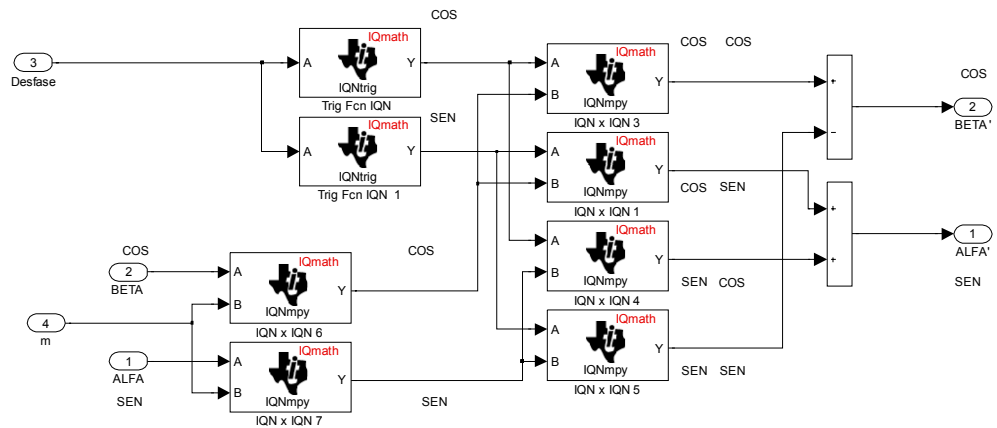 COS
IQmath
A
Y
IQNtrig
Trig Fcn IQN
3
Desfase
SEN
IQmath
A
Y
IQNtrig
Trig Fcn IQN 1
COS COS
IQmath
A
B
Y
IQNmpy
IQN x IQN 3
IQmath
A
B
Y
IQNmpy
IQN x IQN 1
COS SEN
IQmath
A
B
Y
IQNmpy
IQN x IQN 4
SEN COS
IQmath
A
B
Y
IQNmpy
IQN x IQN 5
SEN SEN
COS
2
BETA
IQmath
A
B
Y
IQNmpy
IQN x IQN 6
COS
4
m
1
ALFA
SEN
IQmath
A
B
Y
IQNmpy
IQN x IQN 7
SEN
+
−
+
+
COS
2
BETA'
1
ALFA'
SEN